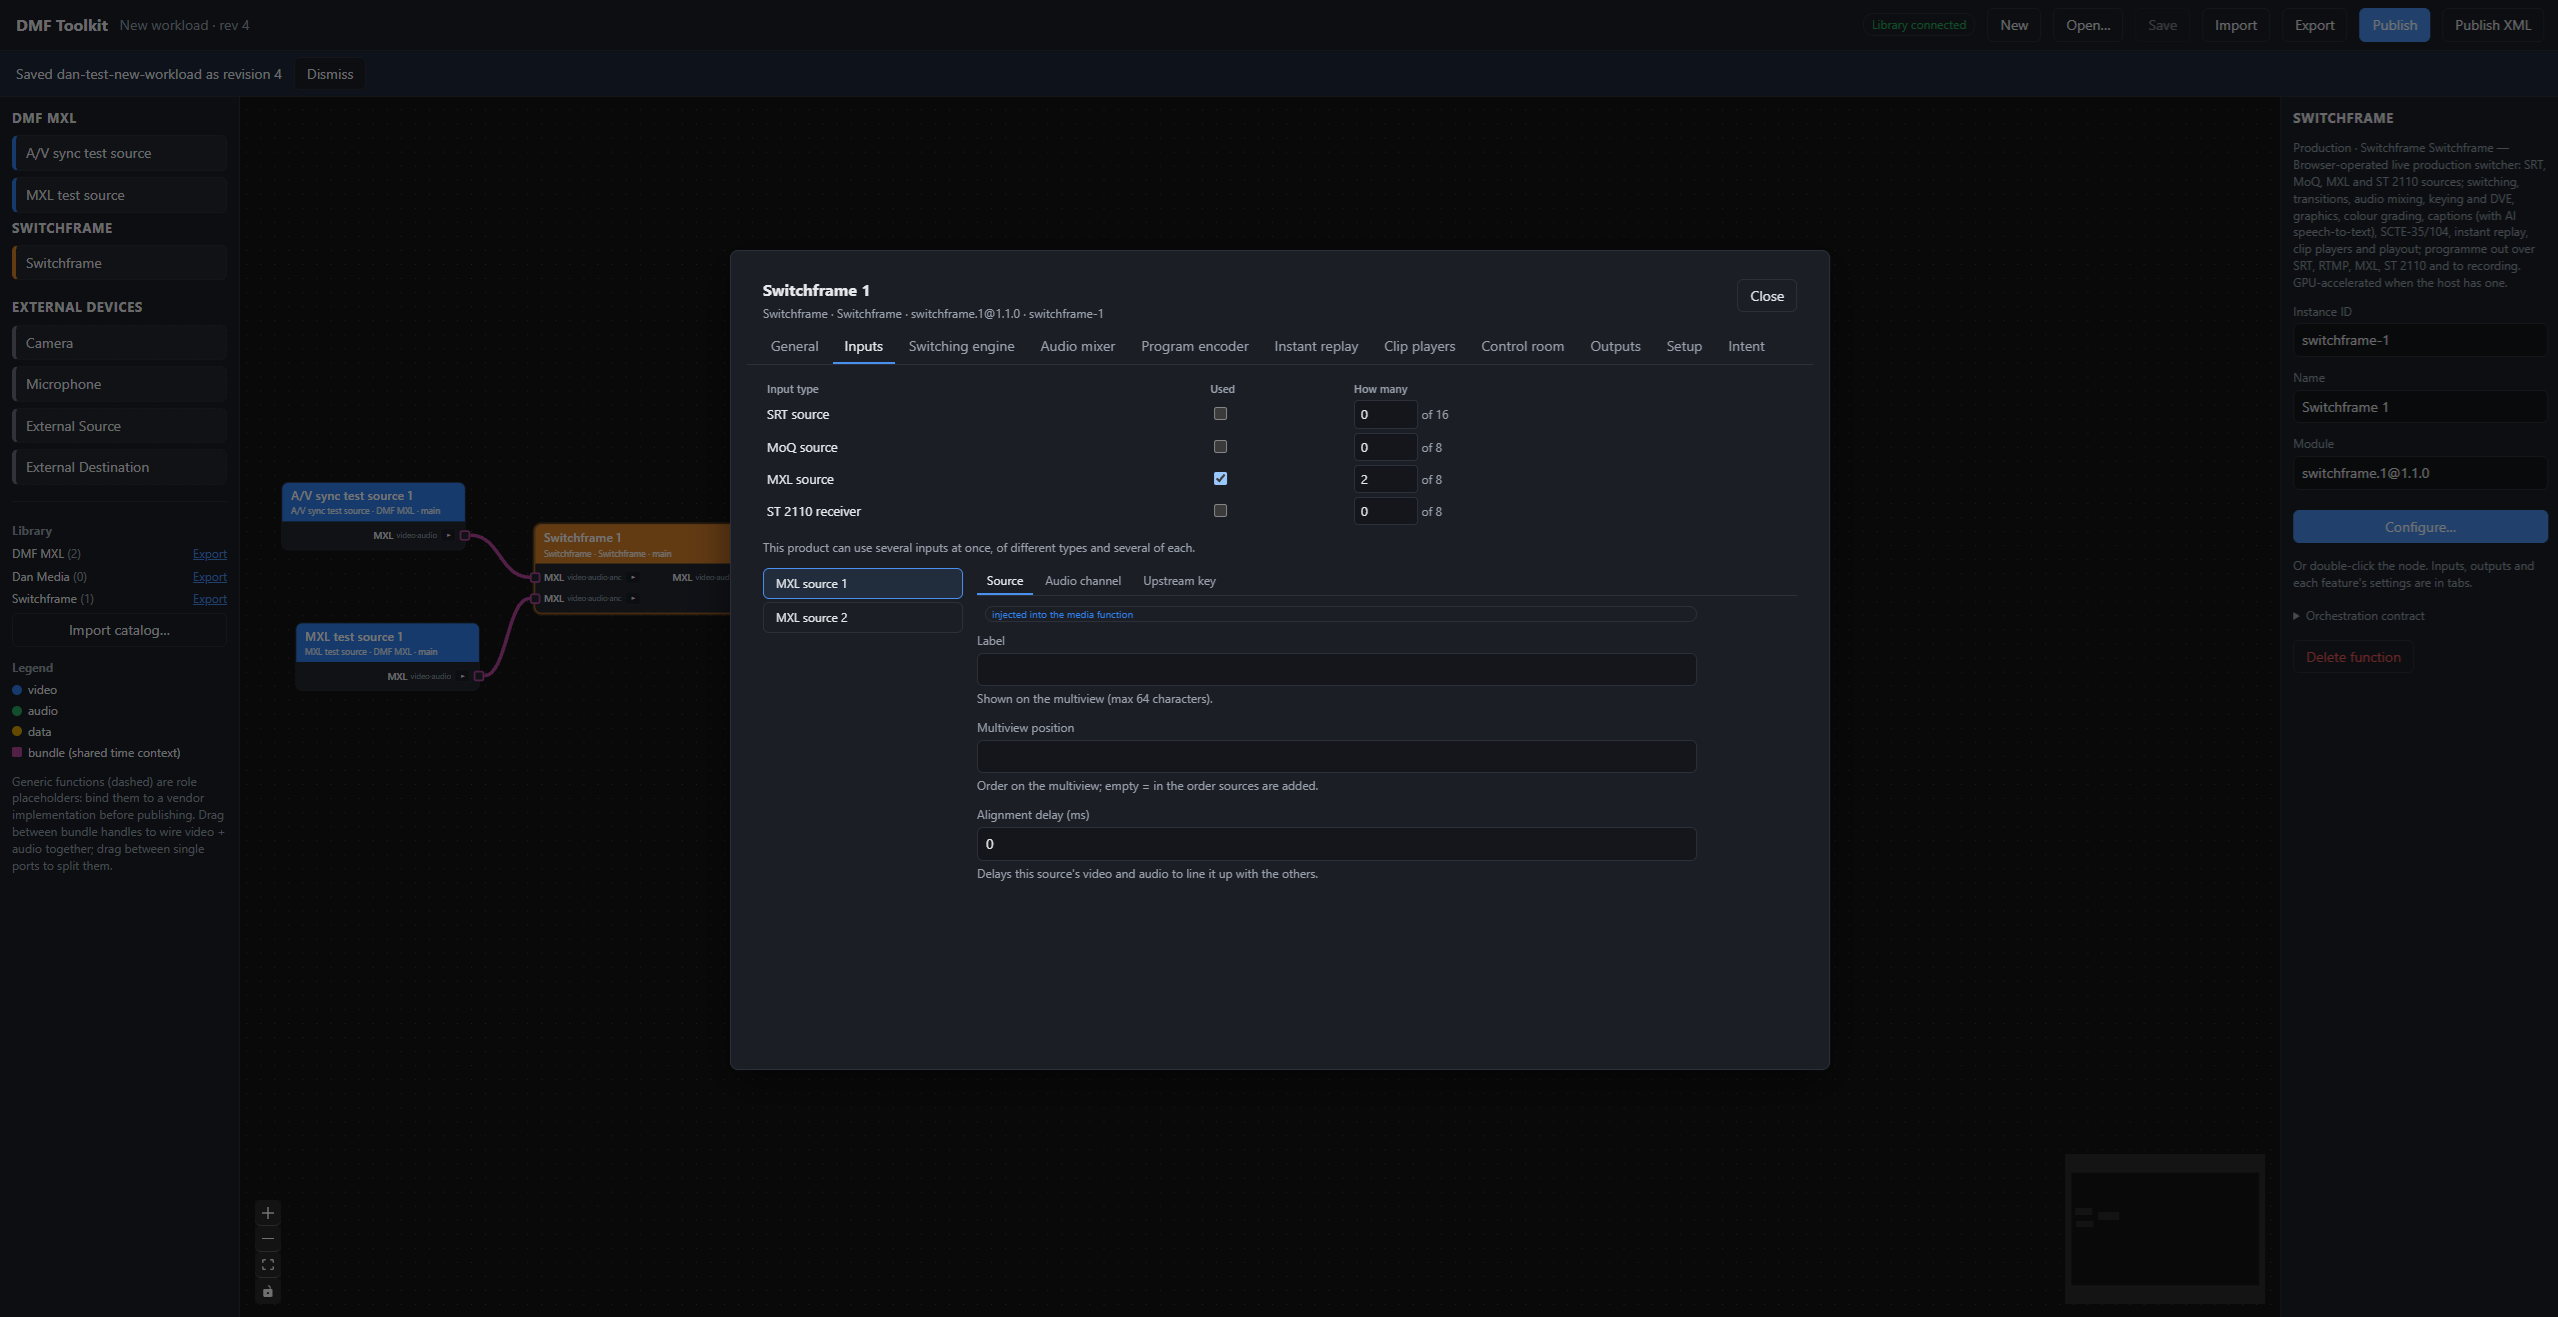 DMF Toolkit New workload · rev 4
Library connected New Open... Save Import Export Publish Publish XML
Saved dan-test-new-workload as revision 4 Dismiss
DMF MXL
A/V sync test source
MXL test source
SWITCHFRAME
Switchframe
EXTERNAL DEVICES
Camera
Microphone
External Source
External Destination
Library
DMF MXL (2) Export
Dan Media (0) Export
Switchframe (1) Export
Import catalog...
Legend
video
audio
data
bundle (shared time context)
Generic functions (dashed) are role
placeholders: bind them to a vendor
implementation before publishing. Drag
between bundle handles to wire video +
audio together; drag between single
ports to split them.
A/V sync test source 1
A/V sync test source · DMF MXL · main
MXL video·audio
MXL test source 1
MXL test source · DMF MXL · main
MXL video·audio
Switchframe 1
Switchframe · Switchframe · main
MXL video·audio·anc MXL video·aud
MXL video·audio·anc
Switchframe 1
Close
Switchframe · Switchframe · switchframe.1@1.1.0 · switchframe-1
General Inputs Switching engine Audio mixer Program encoder Instant replay Clip players Control room Outputs Setup Intent
Input type Used How many
SRT source 0 of 16
MoQ source 0 of 8
MXL source 2 of 8
ST 2110 receiver 0 of 8
This product can use several inputs at once, of different types and several of each.
MXL source 1
MXL source 2
Source Audio channel Upstream key
injected into the media function
Label
Shown on the multiview (max 64 characters).
Multiview position
Order on the multiview; empty = in the order sources are added.
Alignment delay (ms)
0
Delays this source's video and audio to line it up with the others.
SWITCHFRAME
Production · Switchframe Switchframe —
Browser-operated live production switcher: SRT,
MoQ, MXL and ST 2110 sources; switching,
transitions, audio mixing, keying and DVE,
graphics, colour grading, captions (with AI
speech-to-text), SCTE-35/104, instant replay,
clip players and playout; programme out over
SRT, RTMP, MXL, ST 2110 and to recording.
GPU-accelerated when the host has one.
Instance ID
switchframe-1
Name
Switchframe 1
Module
switchframe.1@1.1.0
Configure...
Or double-click the node. Inputs, outputs and
each feature's settings are in tabs.
Orchestration contract
Delete function